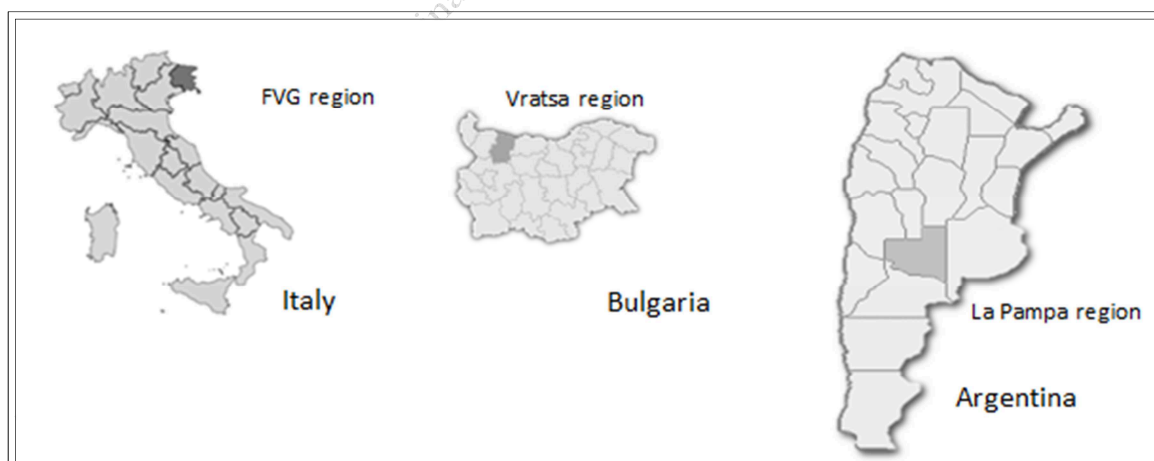 FVG region
Vratsa region
Italy
Bulgaria
La Pampa region
Argentina